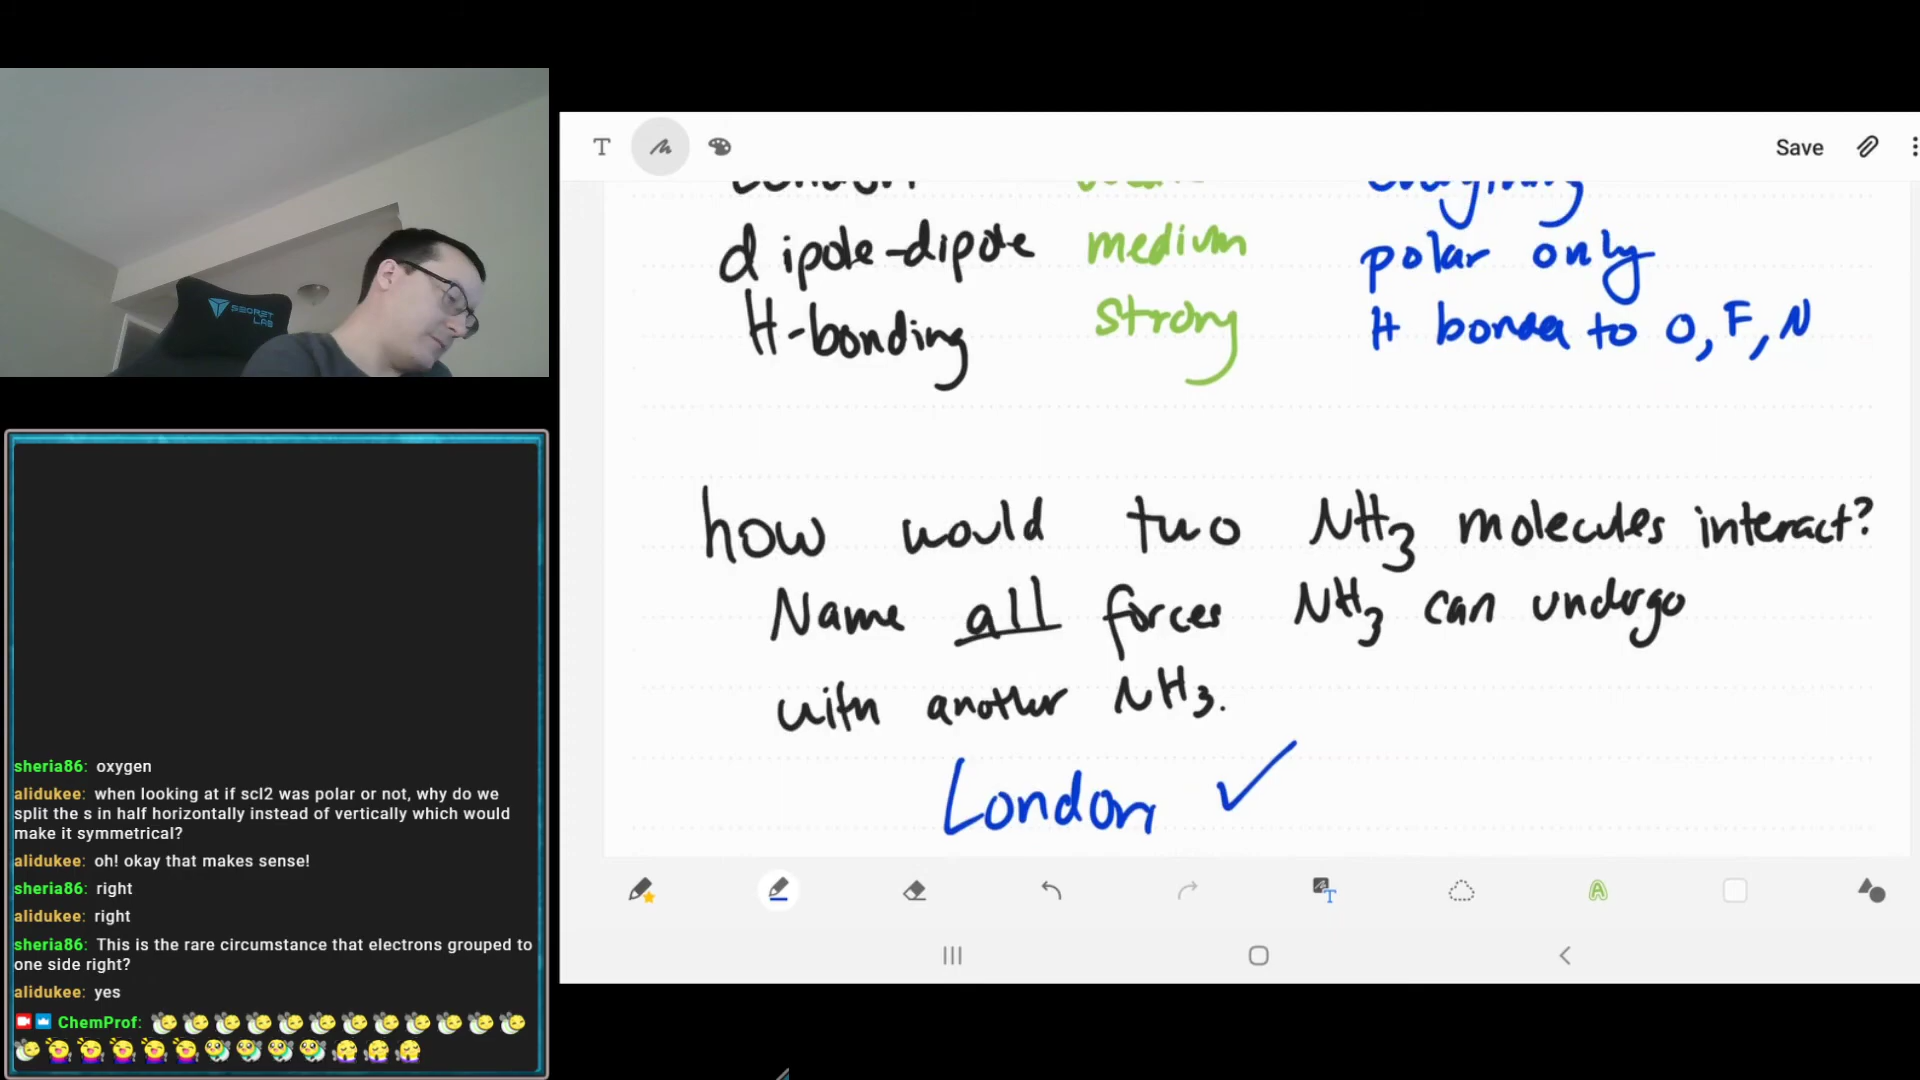 SECRET
LAB
Save
dipole-dipole medium polar only
H-bonding strong H bonded to O, F, N
how would two NH3 molecules interact?
Name all forces NH3 can undergo
with another NH3.
London ✓
sheria86: oxygen
alidukee: when looking at if scl2 was polar or not, why do we
split the s in half horizontally instead of vertically which would
make it symmetrical?
alidukee: oh! okay that makes sense!
sheria86: right
alidukee: right
sheria86: This is the rare circumstance that electrons grouped to
one side right?
alidukee: yes
ChemProf: